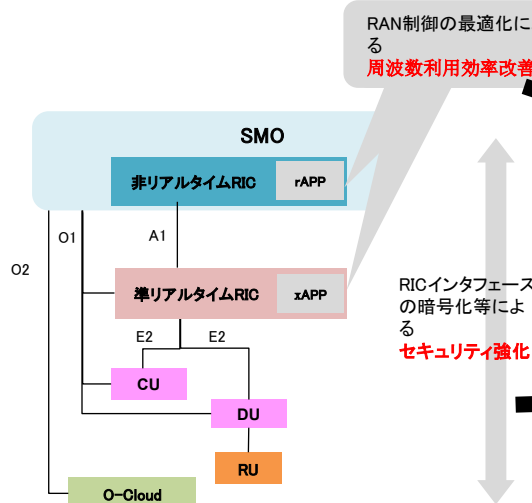 RAN制御の最適化に
る
周波数利用効率改善
SMO
非リアルタイムRIC
rAPP
O1
A1
O2
準リアルタイムRIC
xAPP
RICインタフェース
の暗号化等によ
る
セキュリティ強化
E2
E2
CU
DU
RU
O-Cloud